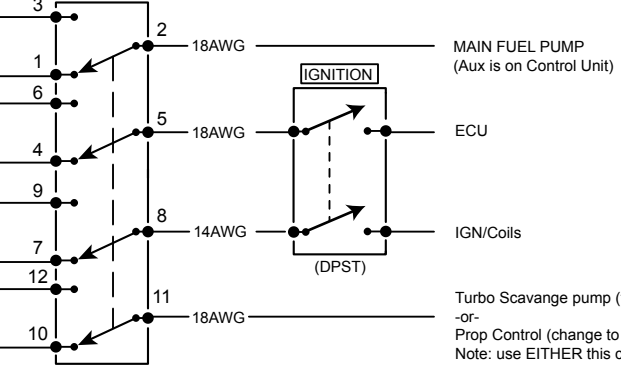 3
2
18AWG
MAIN FUEL PUMP
(Aux is on Control Unit)
1
IGNITION
6
5
18AWG
ECU
4
9
8
14AWG
IGN/Coils
7
(DPST)
12
11
18AWG
Turbo Scavange pump (
-or-
Prop Control (change to
10
Note: use EITHER this